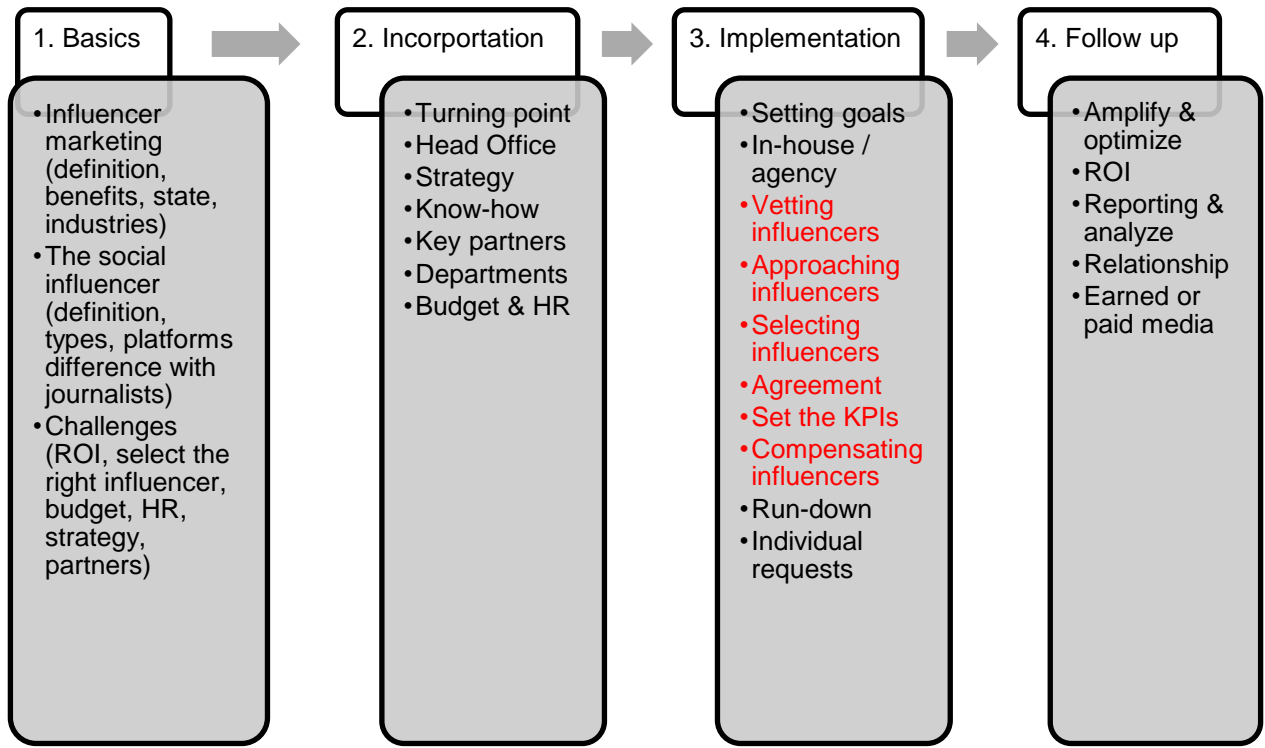 1. Basics
•Influencer
marketing
(definition,
benefits, state,
industries)
•The social
influencer
(definition,
types, platforms
difference with
journalists)
•Challenges
(ROI, select the
right influencer,
budget, HR,
strategy,
partners)
2. Incorportation
•Turning point
•Head Office
•Strategy
•Know-how
•Key partners
•Departments
•Budget & HR
3. Implementation
•Setting goals
•In-house /
agency
•Vetting
influencers
•Approaching
influencers
•Selecting
influencers
•Agreement
•Set the KPIs
•Compensating
influencers
•Run-down
•Individual
requests
4. Follow up
•Amplify &
optimize
•ROI
•Reporting &
analyze
•Relationship
•Earned or
paid media